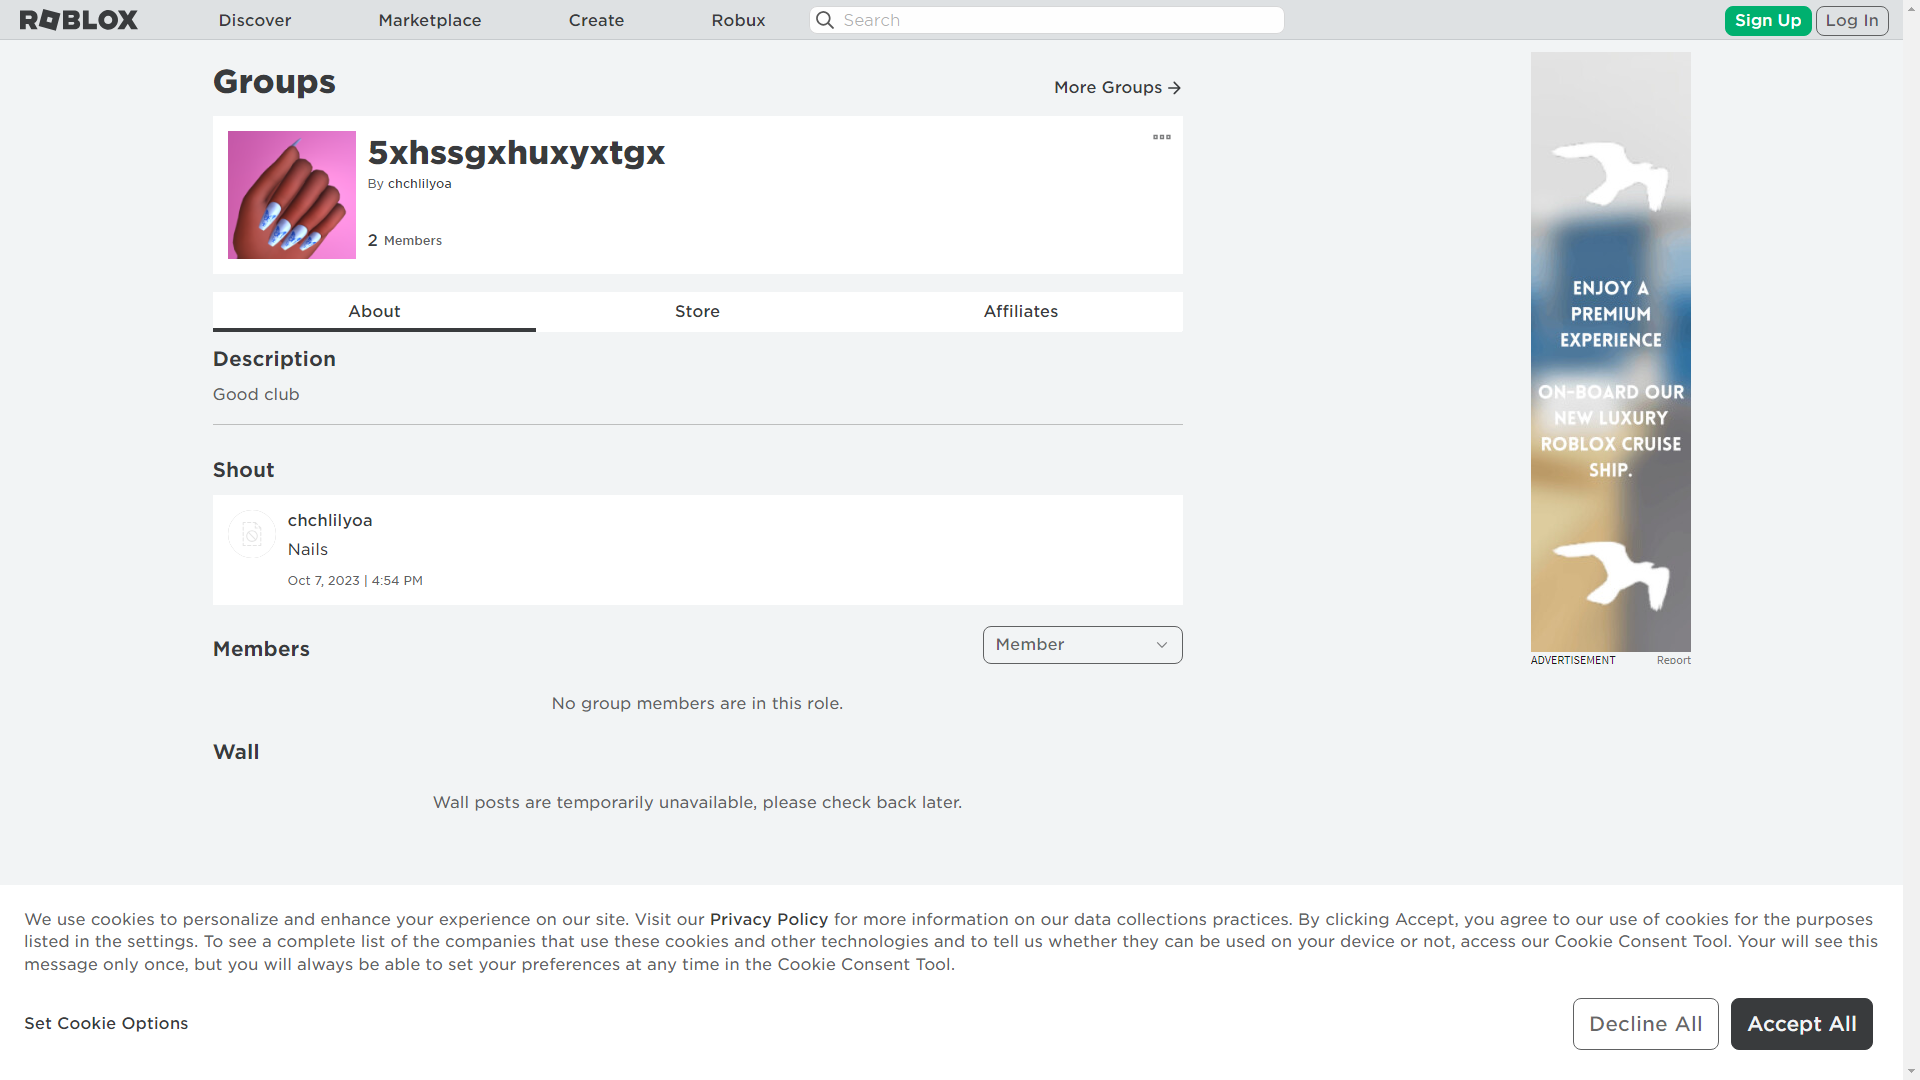 ROBLOX
Discover
Marketplace
Create
Robux
Search
Sign Up
Log In
Groups
More Groups
5xhssgxhuxyxtgx
By chchlilyoa
2 Members
About
Store
Affiliates
Description
Good club
Shout
chchlilyoa
Nails
Oct 7, 2023 | 4:54 PM
Members
Member
No group members are in this role.
Wall
Wall posts are temporarily unavailable, please check back later.
ENJOY A
PREMIUM
EXPERIENCE
ON-BOARD OUR
NEW LUXURY
ROBLOX CRUISE
SHIP.
ADVERTISEMENT
Report
We use cookies to personalize and enhance your experience on our site. Visit our Privacy Policy for more information on our data collections practices. By clicking Accept, you agree to our use of cookies for the purposes
listed in the settings. To see a complete list of the companies that use these cookies and other technologies and to tell us whether they can be used on your device or not, access our Cookie Consent Tool. Your will see this
message only once, but you will always be able to set your preferences at any time in the Cookie Consent Tool.
Set Cookie Options
Decline All
Accept All